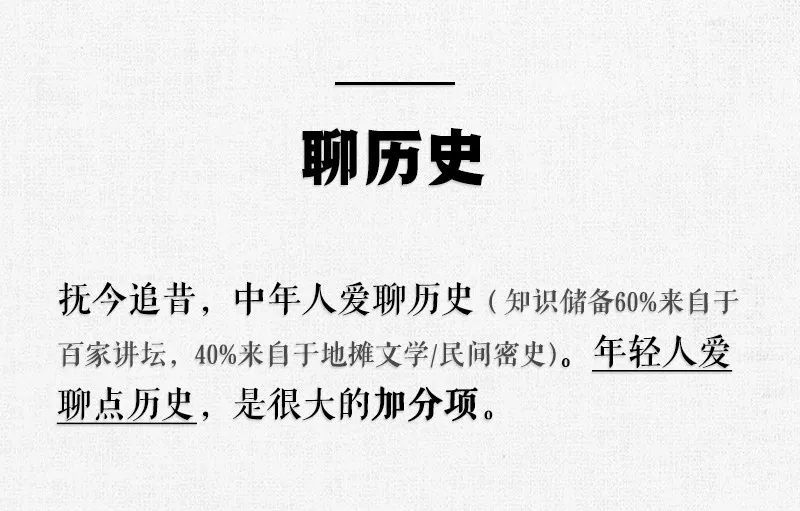 聊历史
抚今追昔，中年人爱聊历史（知识储备60%来自于
百家讲坛，40%来自于地摊文学/民间密史）。年轻人爱
聊点历史，是很大的加分项。